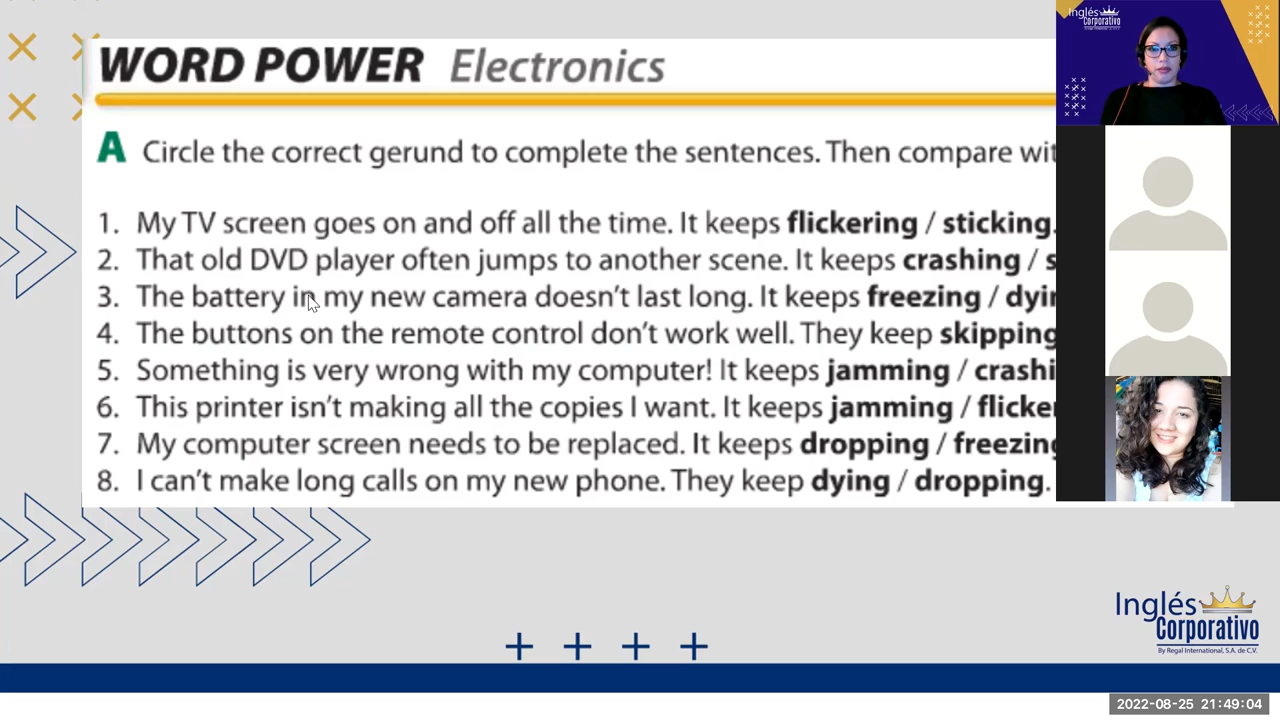 WORD POWER Electronics
A Circle the correct gerund to complete the sentences. Then compare
1. My TV screen goes on and off all the time. It keeps flickering / sticking.
2. That old DVD player often jumps to another scene. It keeps crashing /
3. The battery in my new camera doesn't last long. It keeps freezing /
4. The buttons on the remote control don't work well. They keep skipping
5. Something is very wrong with my computer! It keeps jamming /
6. This printer isn't making all the copies I want. It keeps jamming /
7. My computer screen needs to be replaced. It keeps dropping / freezing
8. I can't make long calls on my new phone. They keep dying / dropping.
Inglés
Corporativo
Inglés
Corporativo
By Regal International, S.A. de C.V.
2022-08-25 21:49:04